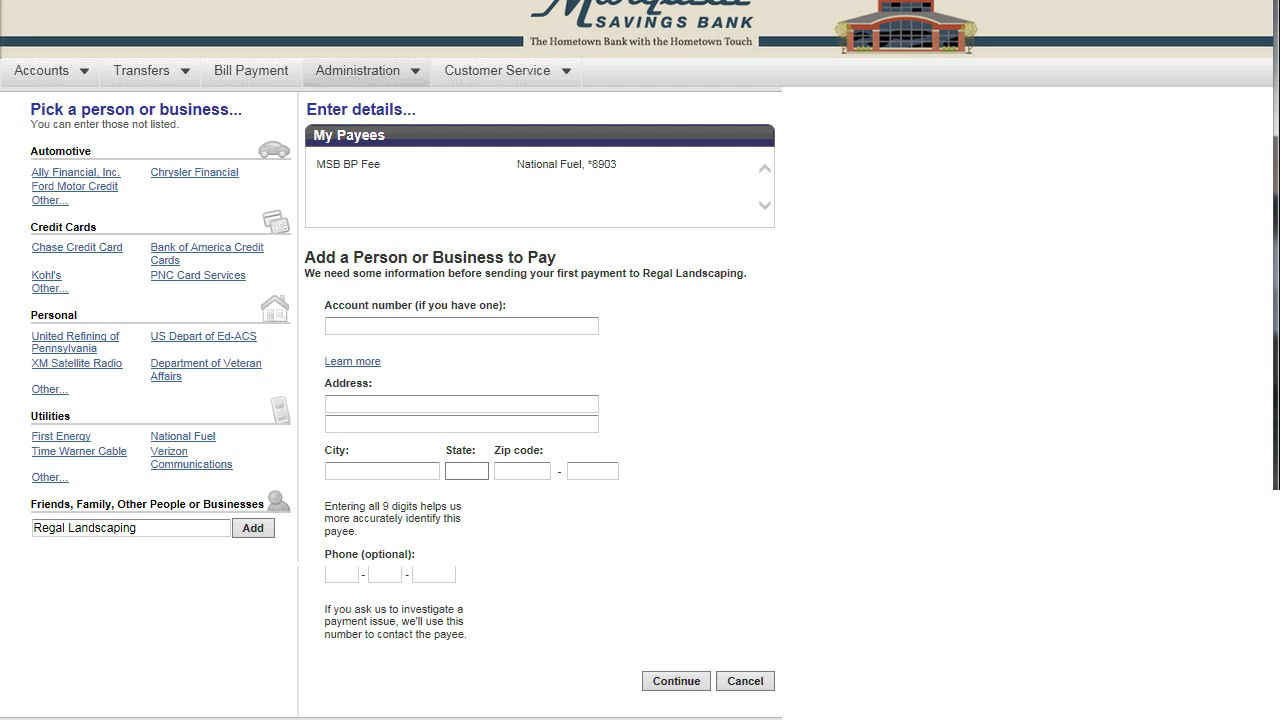 SAVINGS BANK
The Hometown Bank with the Hometown Touch
Accounts Transfers Bill Payment Administration Customer Service
Pick a person or business...
You can enter those not listed.
Automotive
Ally Financial, Inc. Chrysler Financial
Ford Motor Credit
Other...
Credit Cards
Chase Credit Card Bank of America Credit
Cards
Kohl's PNC Card Services
Other...
Personal
United Refining of US Depart of Ed-ACS
Pennsylvania
XM Satellite Radio Department of Veteran
Affairs
Other...
Utilities
First Energy National Fuel
Time Warner Cable Verizon
Communications
Other...
Friends, Family, Other People or Businesses
Regal Landscaping Add
Enter details...
My Payees
MSB BP Fee National Fuel, *8903
Add a Person or Business to Pay
We need some information before sending your first payment to Regal Landscaping.
Account number (if you have one):
Learn more
Address:
City: State: Zip code:
-
Entering all 9 digits helps us
more accurately identify this
payee.
Phone (optional):
- -
If you ask us to investigate a
payment issue, we'll use this
number to contact the payee.
Continue Cancel